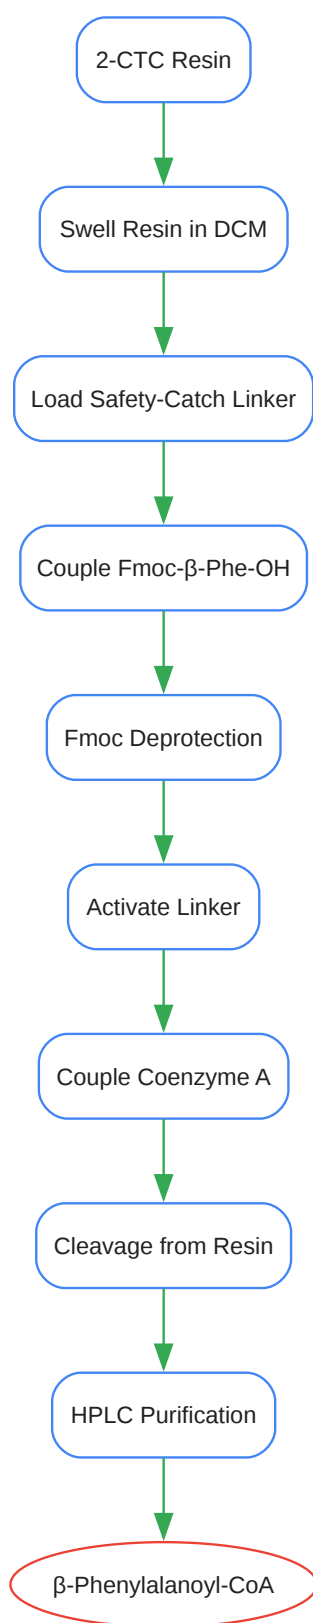 2-CTC Resin
Swell Resin in DCM
Load Safety-Catch Linker
Couple Fmoc-β-Phe-OH
Fmoc Deprotection
Activate Linker
Couple Coenzyme A
Cleavage from Resin
HPLC Purification
β-Phenylalanoyl-CoA